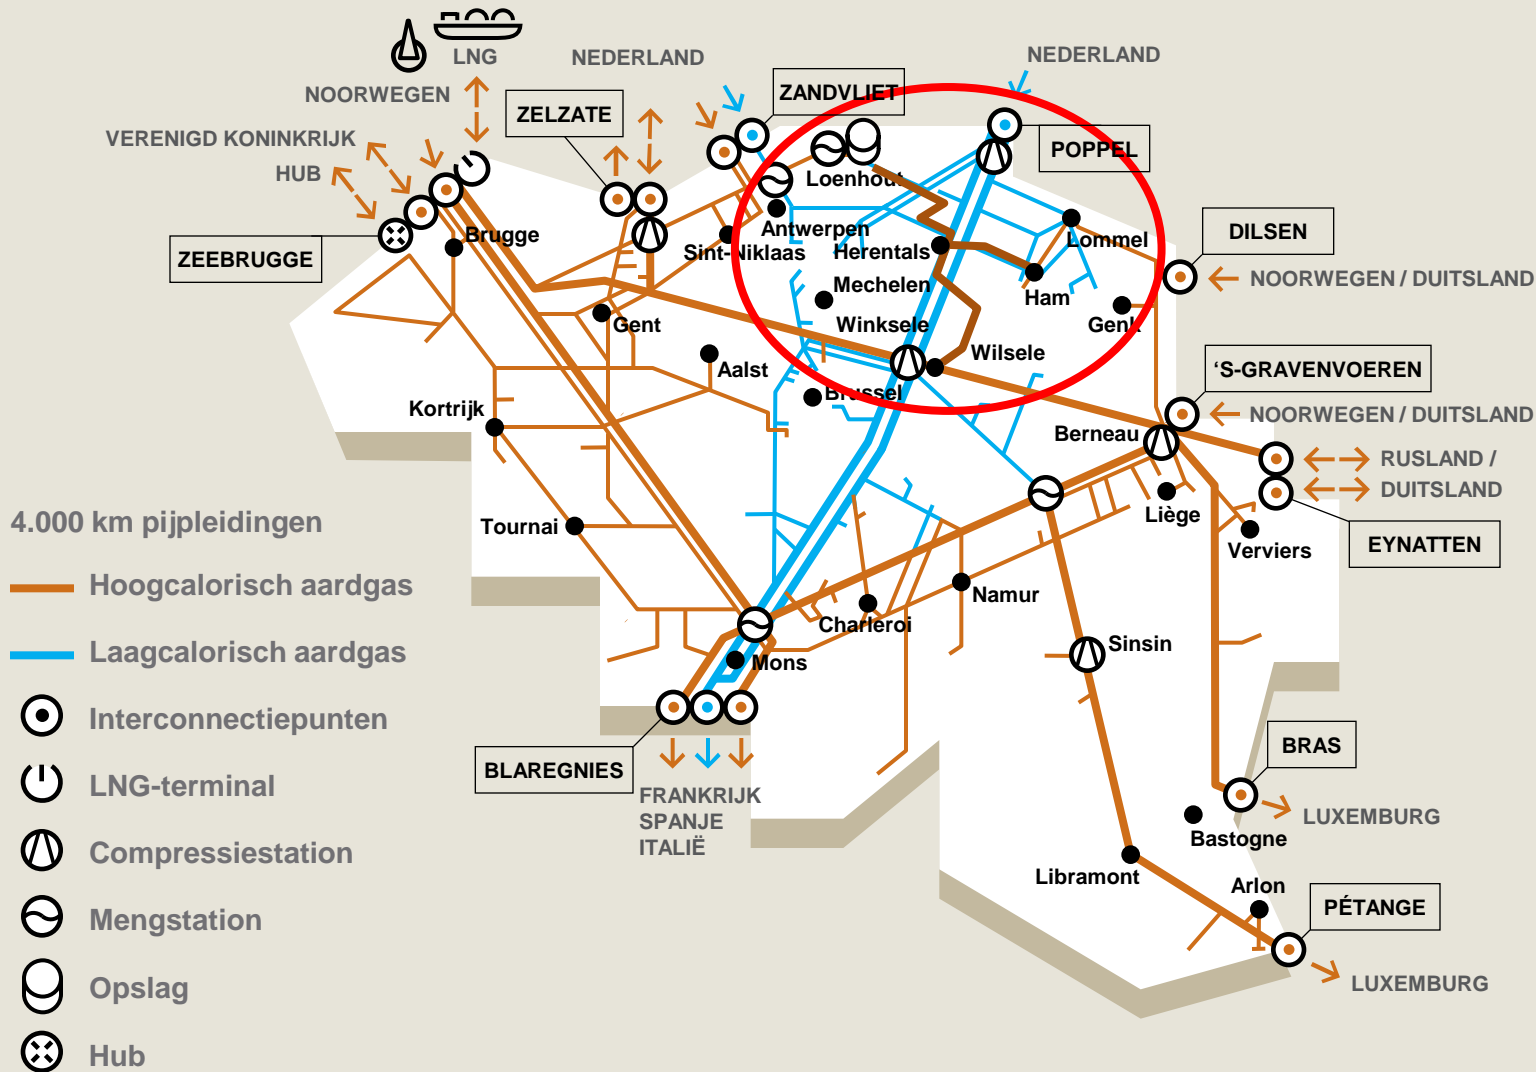 LNG
NEDERLAND
NEDERLAND
NOORWEGEN
ZELZATE
ZANDVLIET
VERENIGD KONINKRIJK
POPPEL
HUB
Loenhout
Brugge
Antwerpen
Lommel
DILSEN
ZEEBRUGGE
Sint-Niklaas
Herentals
NOORWEGEN / DUITSLAND
Mechelen
Ham
Gent
Winksele
Genk
Aalst
Wilsele
'S-GRAVENVOEREN
Brussel
Kortrijk
NOORWEGEN / DUITSLAND
Berneau
RUSLAND /
DUITSLAND
4.000 km pijpleidingen
Tournai
Liège
Verviers
EYNATTEN
Hoogcalorisch aardgas
Namur
Charleroi
Laagcalorisch aardgas
Mons
Sinsin
Interconnectiepunten
BLAREGNIES
BRAS
LNG-terminal
FRANKRIJK
SPANJE
ITALIË
LUXEMBURG
Bastogne
Compressiestation
Libramont
Arlon
PÉTANGE
Mengstation
Opslag
LUXEMBURG
Hub